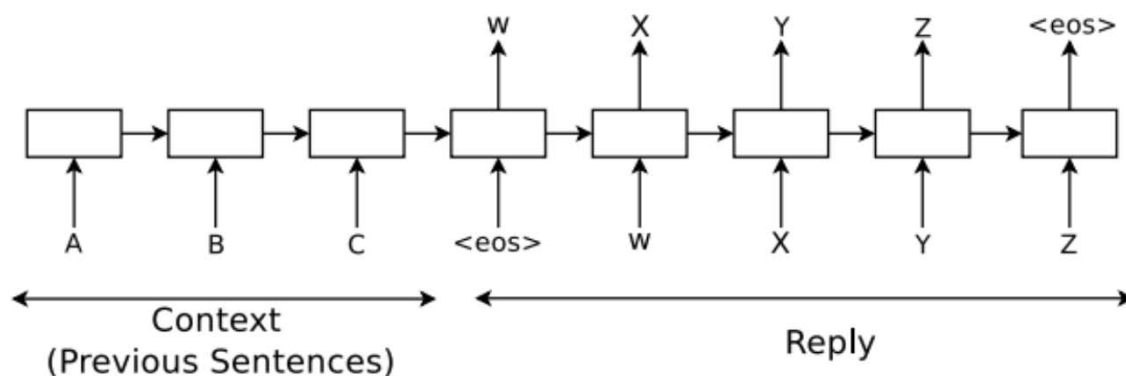 W X Y Z <eos>
A B C <eos> W X Y Z
Context
(Previous Sentences)
Reply